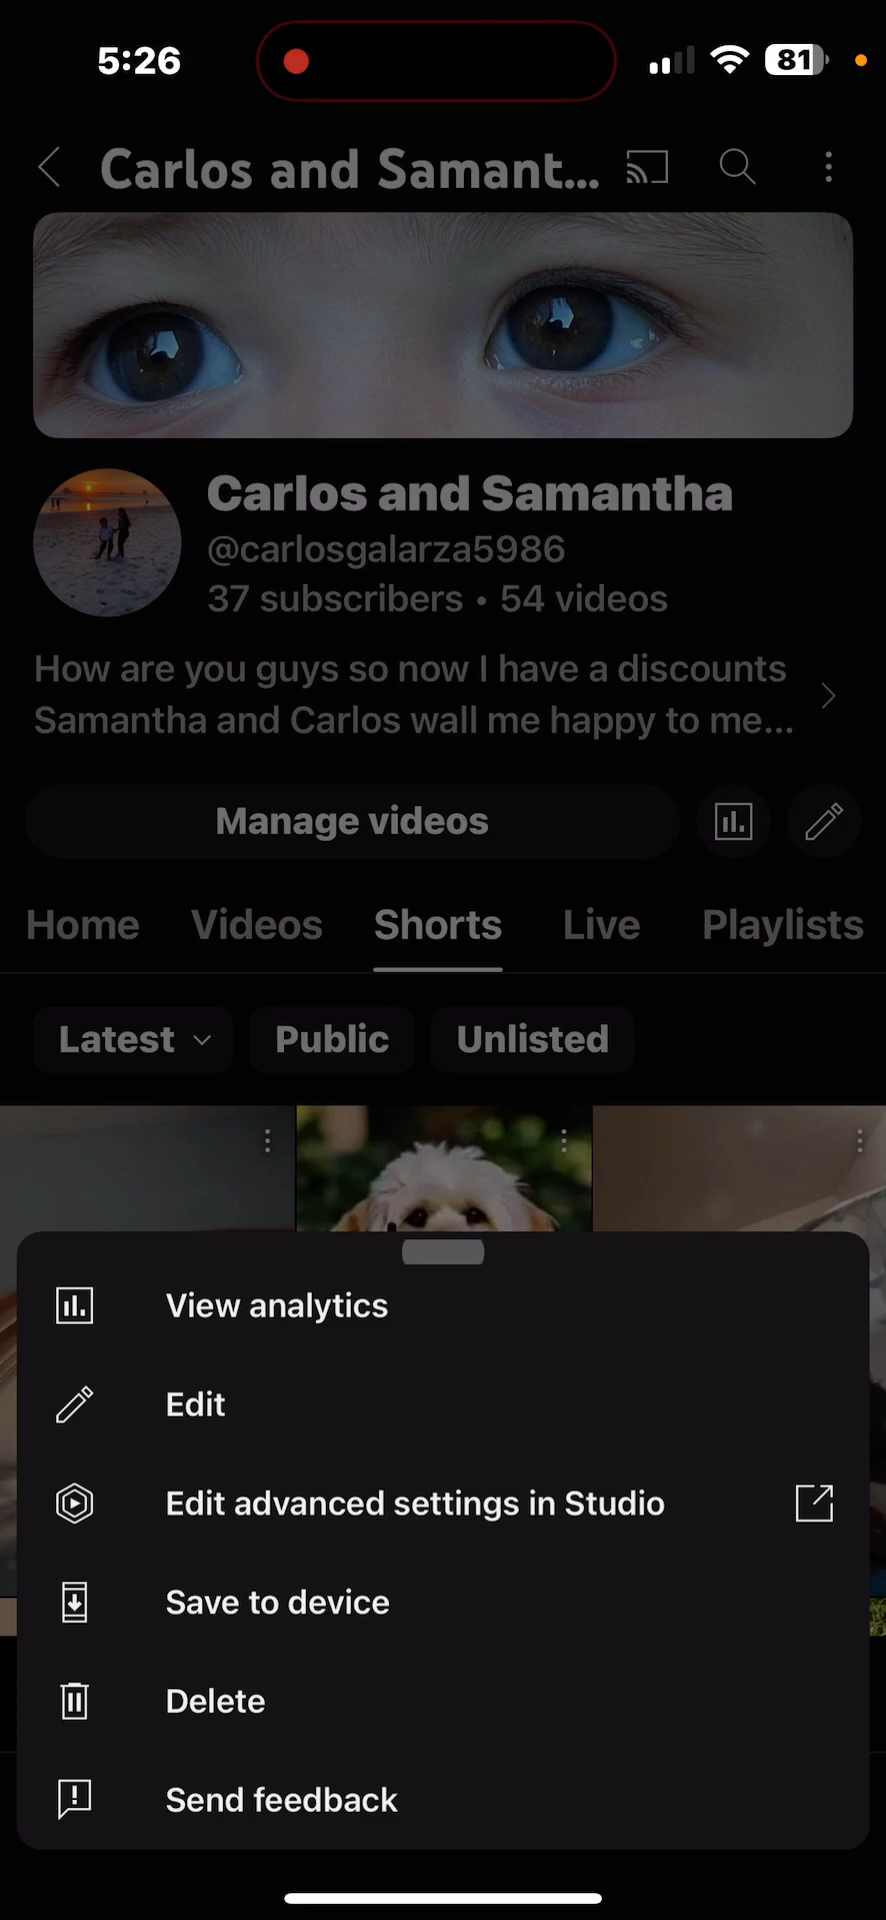 5:26
81
Carlos and Samant...
Carlos and Samantha
@carlosgalarza5986
37 subscribers • 54 videos
How are you guys so now I have a discounts
Samantha and Carlos wall me happy to me...
Manage videos
Home Videos Shorts Live Playlists
Latest Public Unlisted
View analytics
Edit
Edit advanced settings in Studio
Save to device
Delete
Send feedback